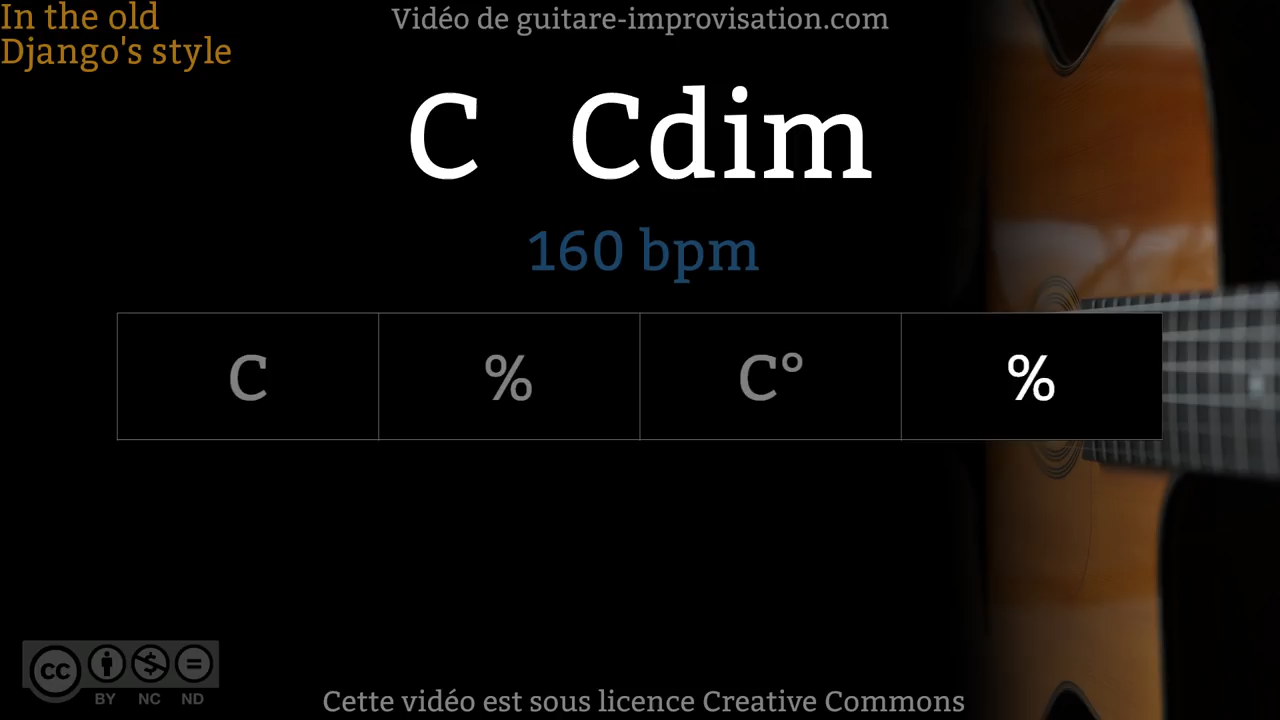 In the old
Django's style
Vidéo de guitare-improvisation.com
C Cdim
160 bpm
C % C° %
cc
BY NC ND
Cette vidéo est sous licence Creative Commons